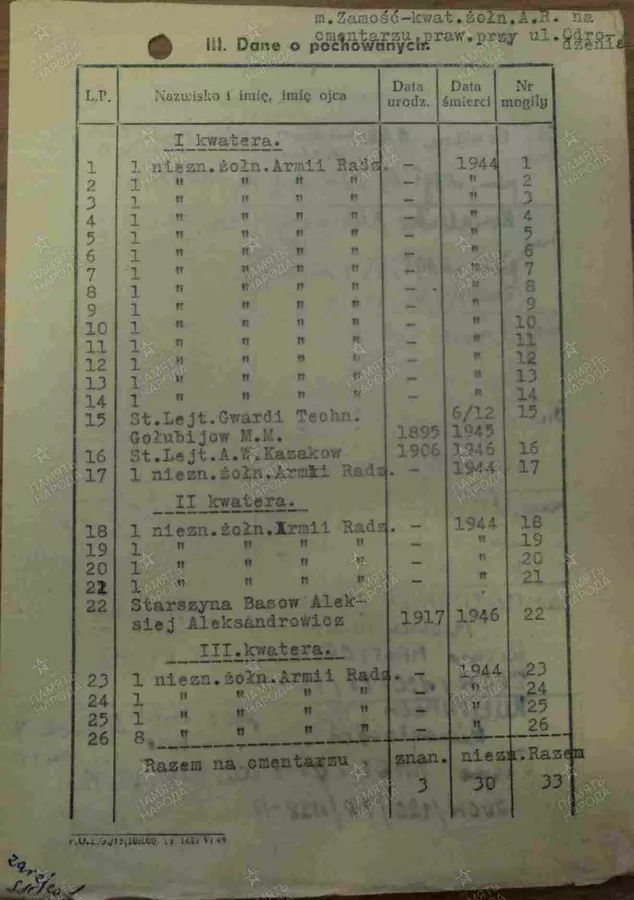 m.Zamość-kwat.żołn.A.R. na
cmentarzu praw.przy ul.Odro-
dzenia
III. Dane o pochowanych.
L.P. Nazwisko i imię, imię ojca Data urodz. Data śmierci Nr mogiły
I kwatera.
1 1 niezn.żołn.Armii Radz. - 1944 1
2 1 " " " " - " 2
3 1 " " " " - " 3
4 1 " " " " - " 4
5 1 " " " " - " 5
6 1 " " " " - " 6
7 1 " " " " - " 7
8 1 " " " " - " 8
9 1 " " " " - " 9
10 1 " " " " - " 10
11 1 " " " " - " 11
12 1 " " " " - " 12
13 1 " " " " - " 13
14 1 " " " " - " 14
15 St.Lejt.Gwardi Techn. 6/12 15
Gołubijow M.M. 1895 1945
16 St.Lejt.A.W.Kazakow 1906 1946 16
17 1 niezn.żołn.Armii Radz. - 1944 17
II kwatera.
18 1 niezn.żołn.Armii Radz. - 1944 18
19 1 " " " " - " 19
20 1 " " " " - " 20
21 1 " " " " - " 21
22 Starszyna Basow Alek-
siej Aleksandrowicz 1917 1946 22
III.kwatera.
23 1 niezn.żołn.Armii Radz. - 1944 23
24 1 " " " " - " 24
25 1 " " " " - " 25
26 8 " " " " - " 26
Razem na cmentarzu znan. niezn. Razem
3 30 33
ПАМЯТЬ
НАРОДА